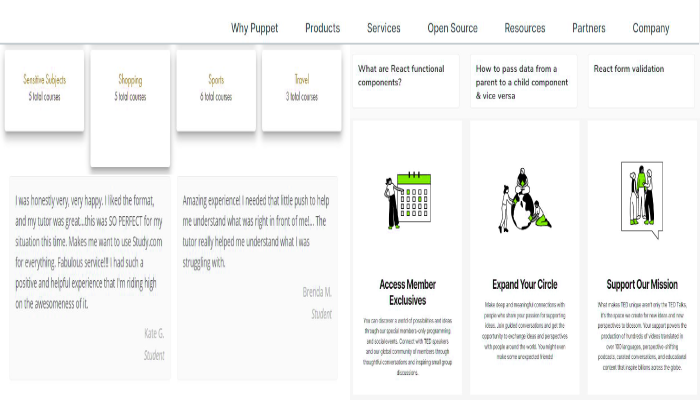 Why Puppet Products Services Open Source Resources Partners Company
Sensitive Subjects
5 total courses
Shopping
5 total courses
Sports
6 total courses
Travel
3 total courses
I was honestly very, very happy. I liked the format,
and my tutor was great...this was SO PERFECT for my
situation this time. Makes me want to use Study.com
for everything. Fabulous service!!! I had such a
positive and helpful experience that I'm riding high
on the awesomeness of it.
Kate G.
Student
Amazing experience! I needed that little push to help
me understand what was right in front of me!... The
tutor really helped me understand what I was
struggling with.
Brenda M.
Student
What are React functional
components?
How to pass data from a
parent to a child component
& vice versa
React form validation
Access Member
Exclusives
You can discover a world of possibilities and ideas
through our special members-only programming
and social events. Connect with TED speakers
and our global community of members through
thoughtful conversations and inspiring small group
discussions.
Expand Your Circle
Make deep and meaningful connections with
people who share your passion for supporting
ideas. Join guided conversations and get the
opportunity to exchange ideas and perspectives
with people around the world. You might even
make some unexpected friends!
Support Our Mission
What makes TED unique aren't only the TED Talks,
it's the space we create for new ideas and new
perspectives to blossom. Your support powers the
production of hundreds of videos translated in
over 100 languages, perspective-shifting
podcasts, curated conversations, and educational
content that inspire billions across the globe.